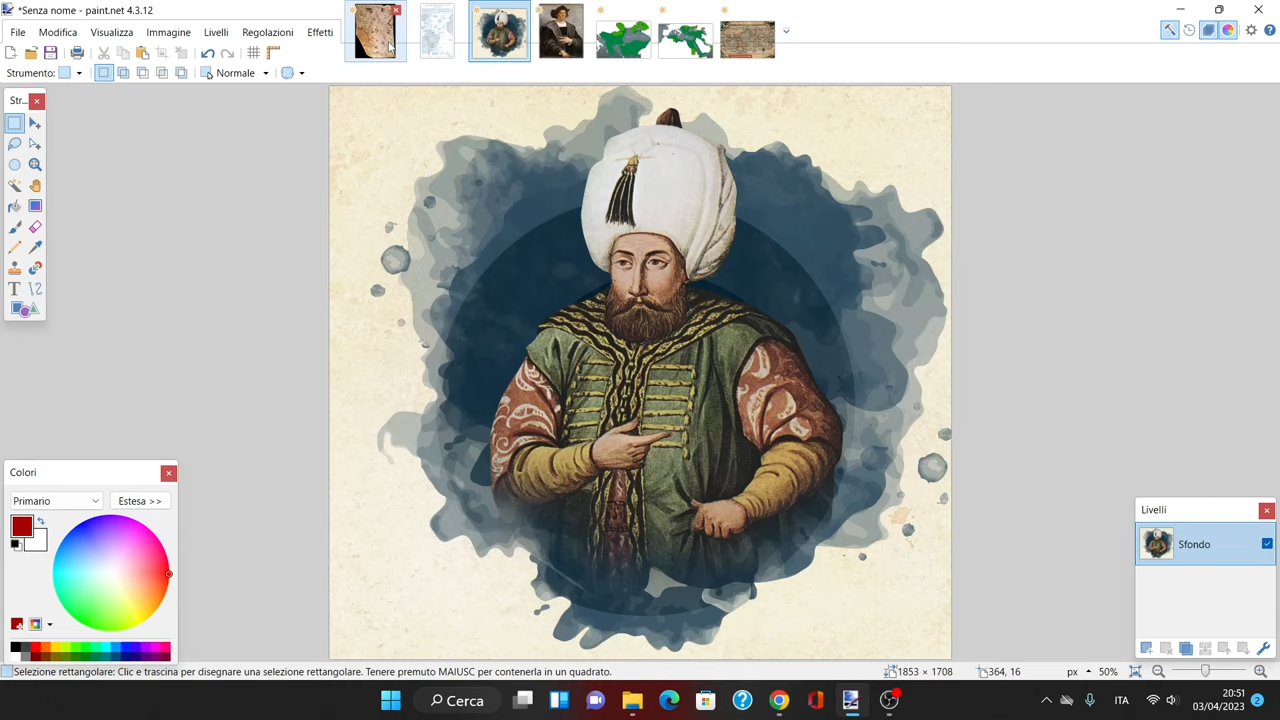 *Senza nome - paint.net 4.3.12
F
Visualizza
Immagine
Livelli
Regolazioni
Effetti
Strumento:
Normale
Str...
Colori
Primario
Estesa >>
Livelli
Sfondo
Selezione rettangolare: Clic e trascina per disegnare una selezione rettangolare. Tenere premuto MAIUSC per contenerla in un quadrato.
1853 × 1708
364, 16
px
50%
Cerca
ITA
20:51
03/04/2023
2